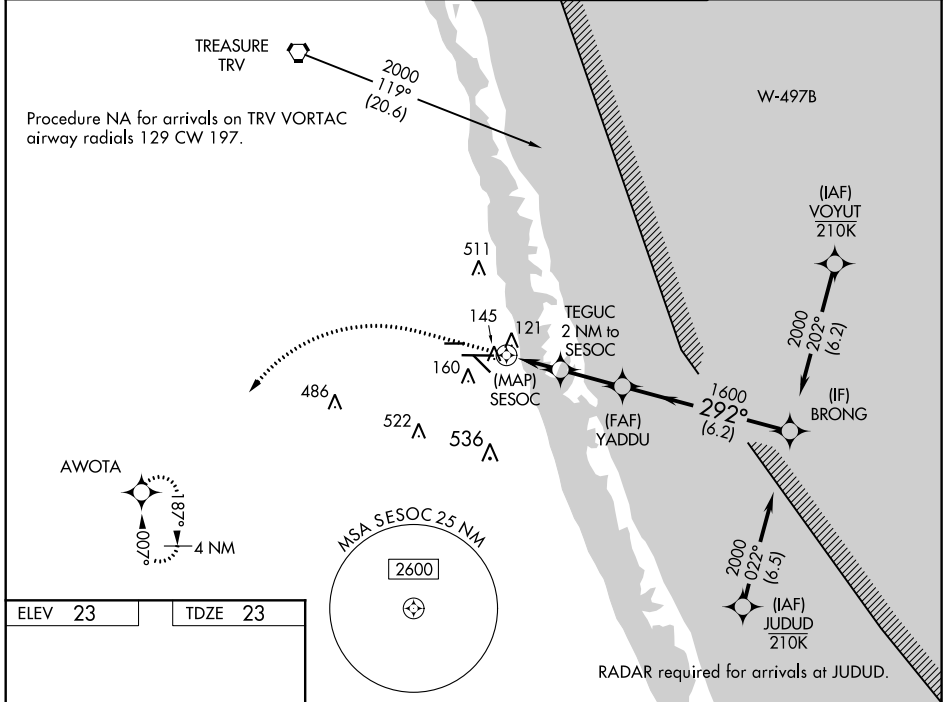 TREASURE
TRV
2000
119°
(20.6)
W-497B
Procedure NA for arrivals on TRV VORTAC
airway radials 129 CW 197.
(IAF)
VOYUT
210K
511
2000
202°
(6.2)
145
121
TEGUC
2 NM to
SESOC
160
(MAP)
SESOC
1600
292°
(6.2)
(IF)
BRONG
(FAF)
YADDU
486
522
536
AWOTA
187°
007°
4 NM
MSA SESOC 25 NM
2600
2000
022°
(6.5)
(IAF)
JUDUD
210K
ELEV 23
TDZE 23
RADAR required for arrivals at JUDUD.